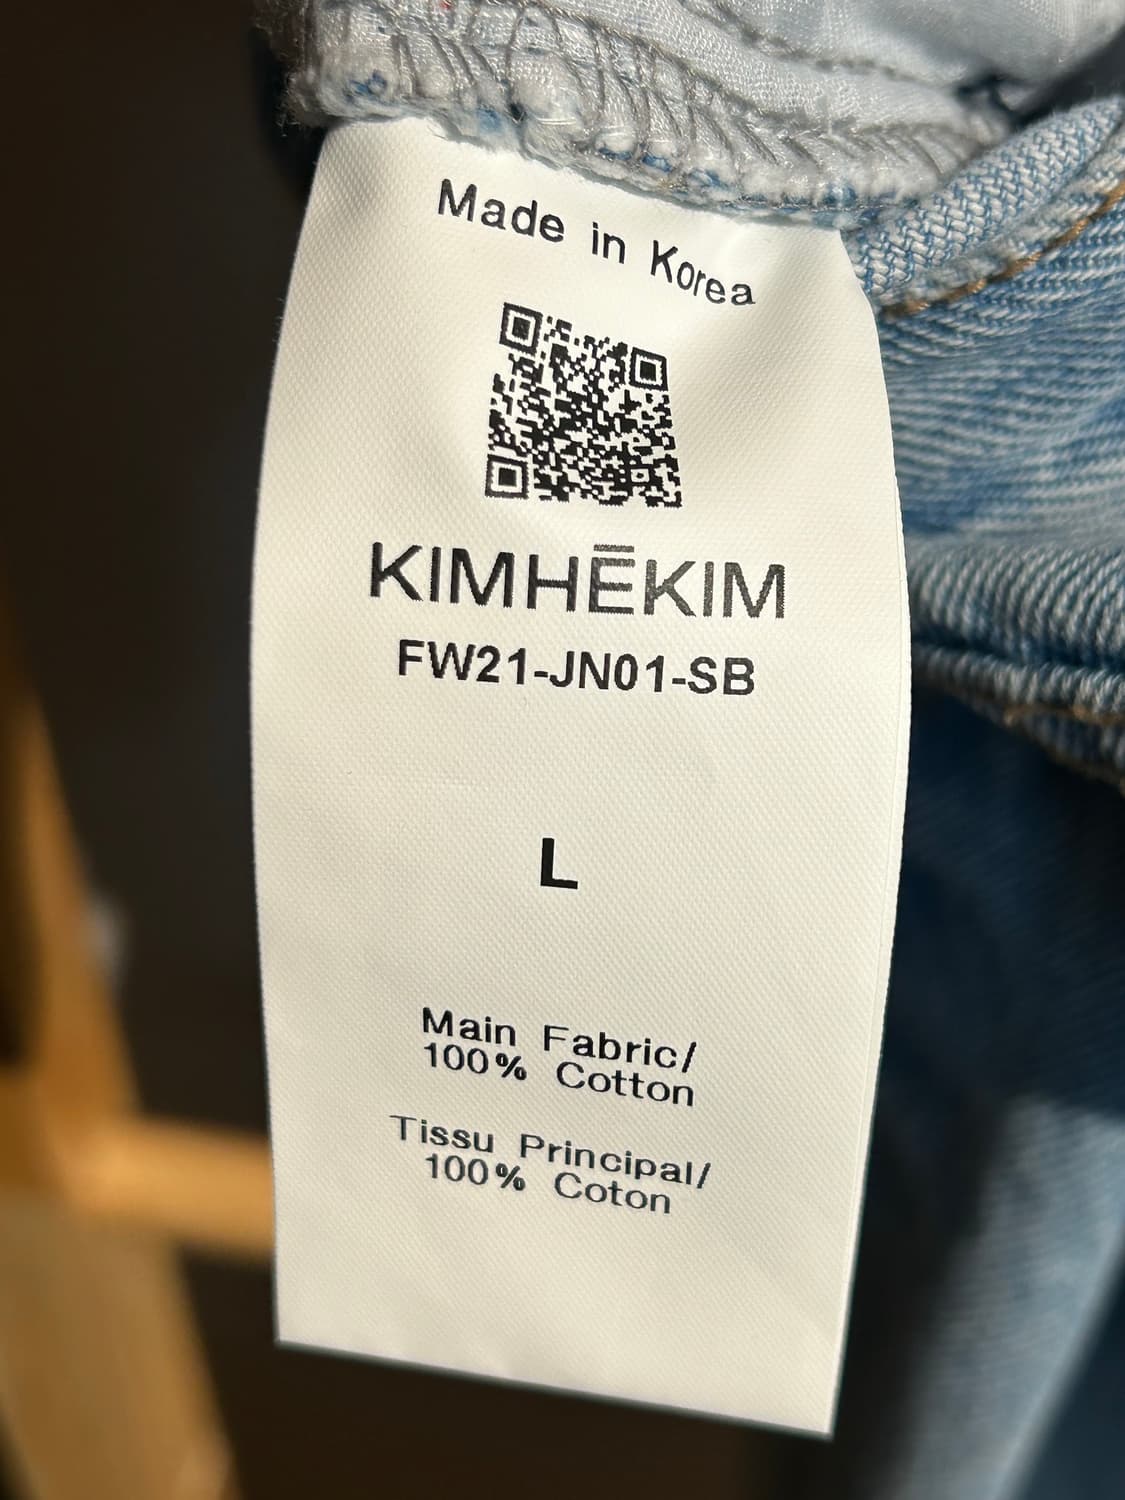 Made in Korea
KIMHĒKIM
FW21-JN01-SB
L
Main Fabric/
100% Cotton
Tissu Principal/
100% Coton